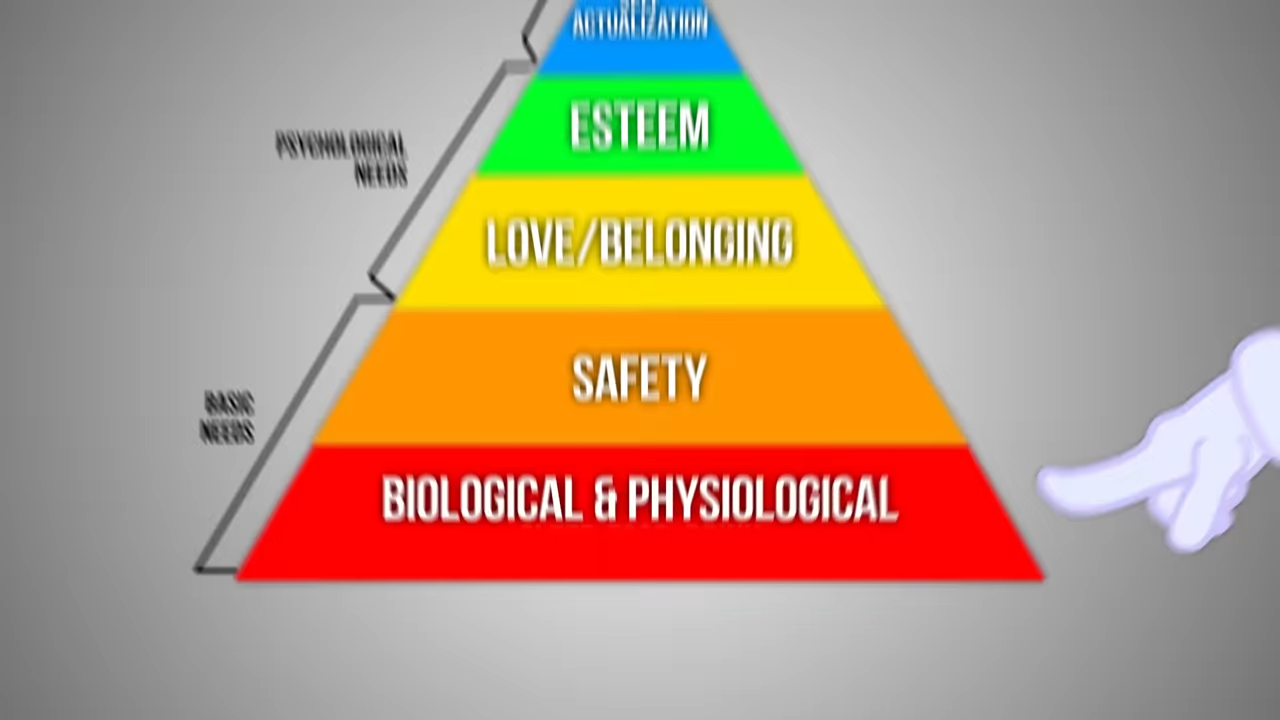 ACTUALIZATION
ESTEEM
PSYCHOLOGICAL
NEEDS
LOVE/BELONGING
SAFETY
BASIC
NEEDS
BIOLOGICAL & PHYSIOLOGICAL